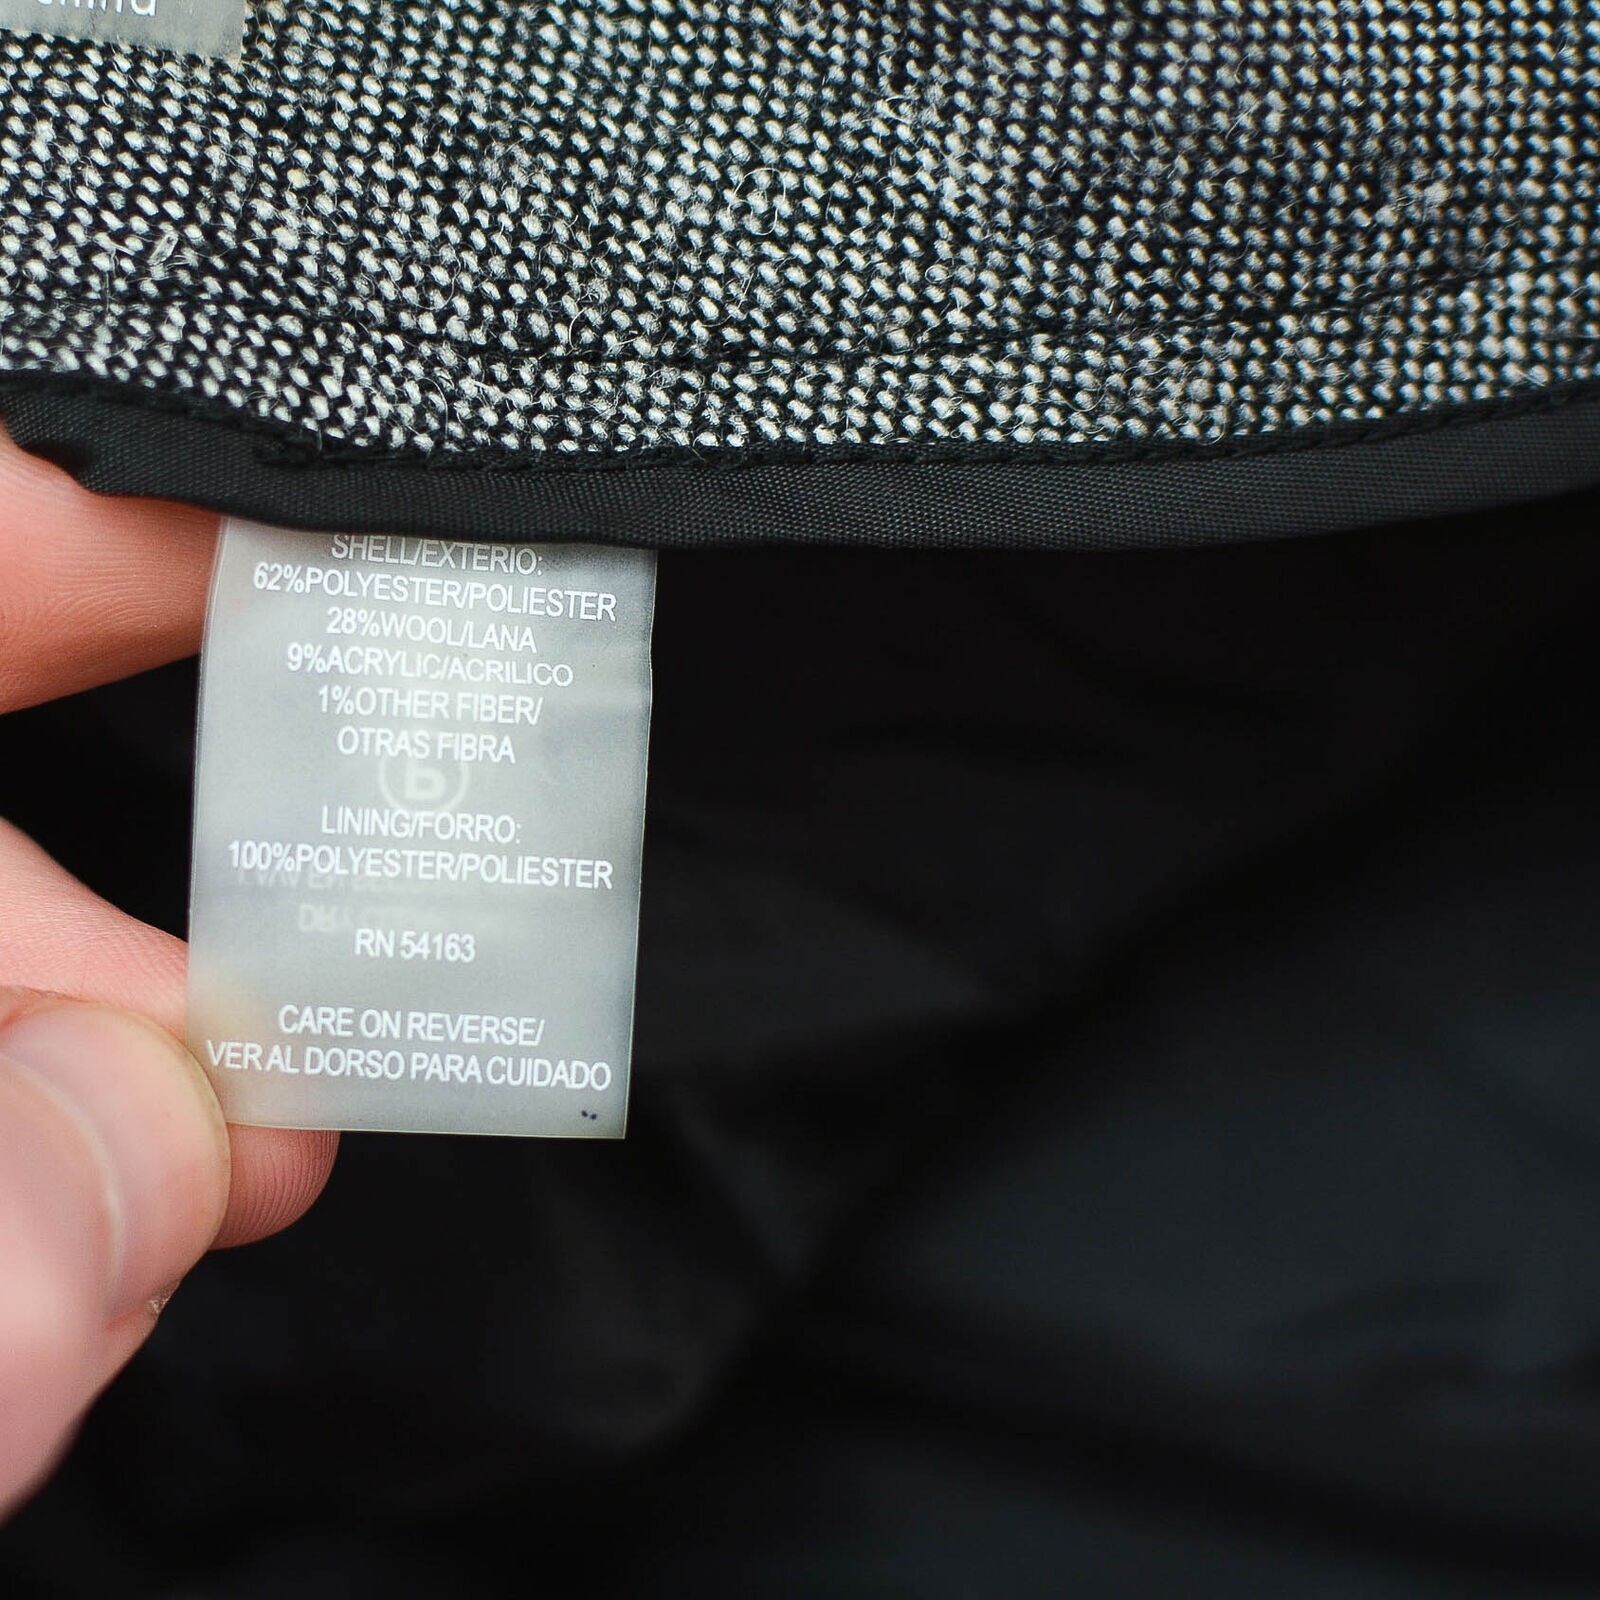 SHELL/EXTERIO:
62%POLYESTER/POLIESTER
28%WOOL/LANA
9%ACRYLIC/ACRILICO
1%OTHER FIBER/
OTRAS FIBRA
P
LINING/FORRO:
100%POLYESTER/POLIESTER
RN 54163
CARE ON REVERSE/
VER AL DORSO PARA CUIDADO